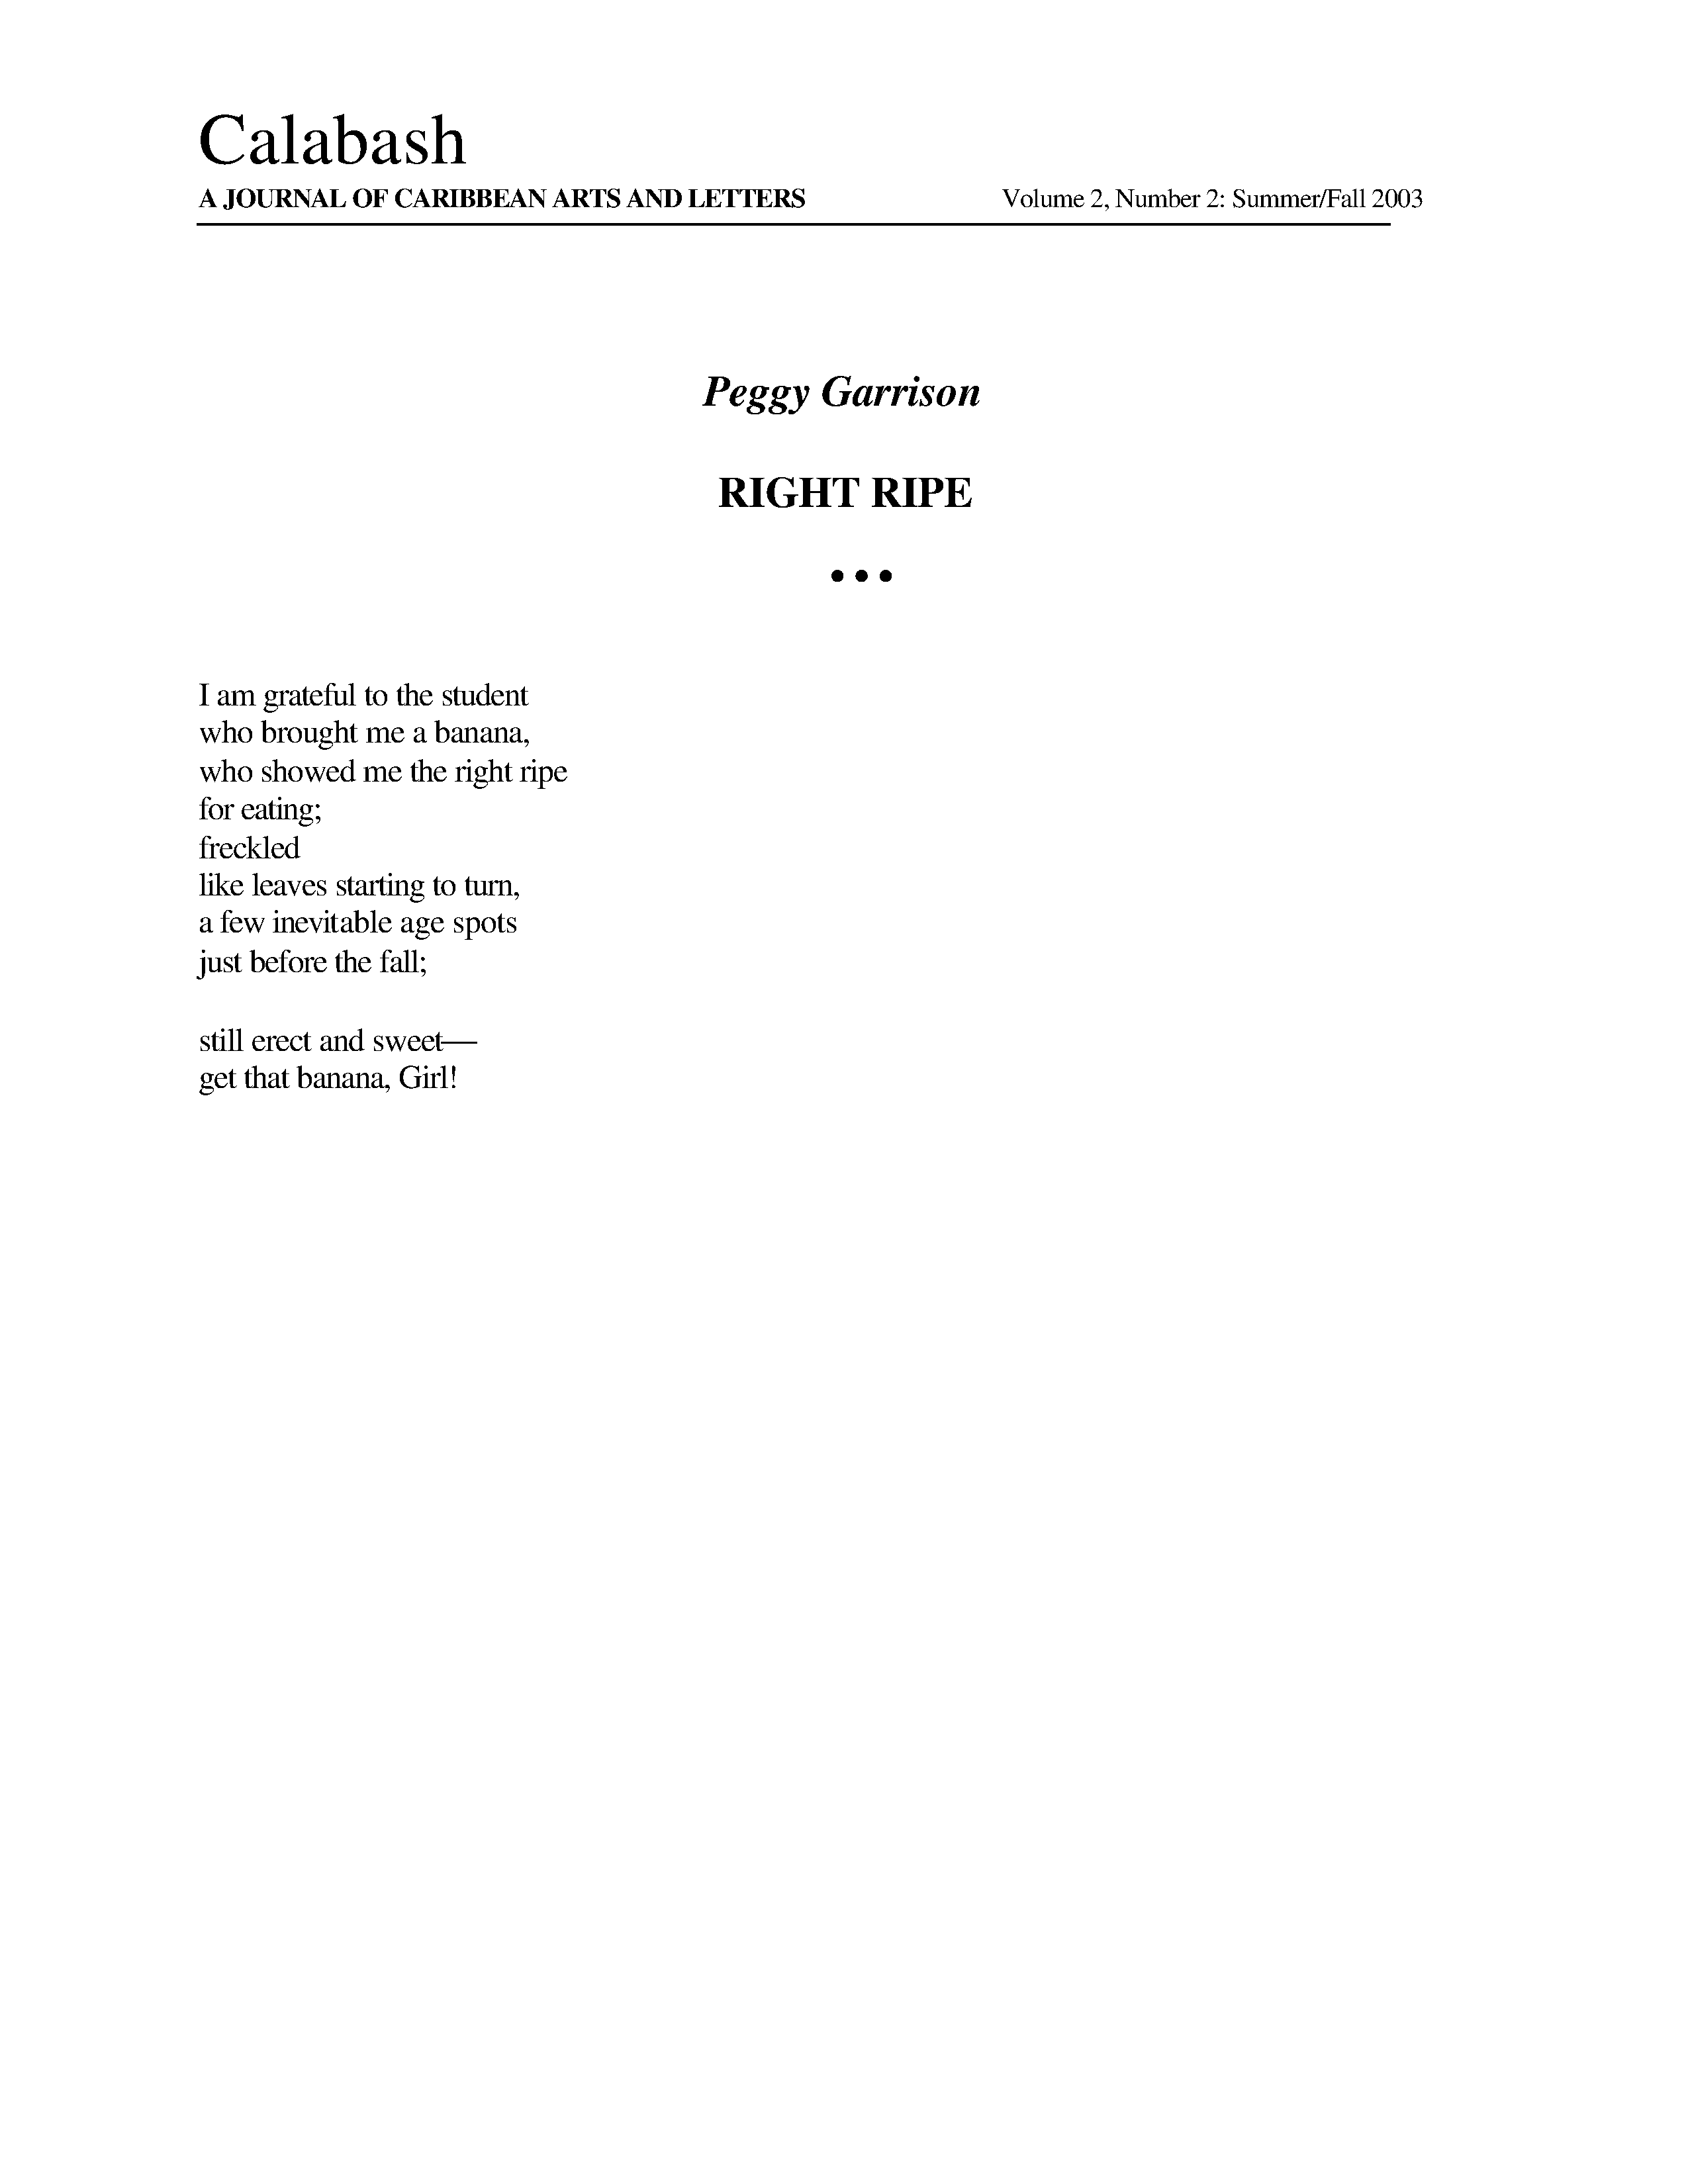 Calabash
A JOURNAL OF CARIBBEAN ARTS AND LETTERS Volume 2, Number 2: Summer/Fall 2003
Peggy Garrison
RIGHT RIPE
• • •
I am grateful to the student
who brought me a banana,
who showed me the right ripe
for eating;
freckled
like leaves starting to turn,
a few inevitable age spots
just before the fall;
still erect and sweet—
get that banana, Girl!